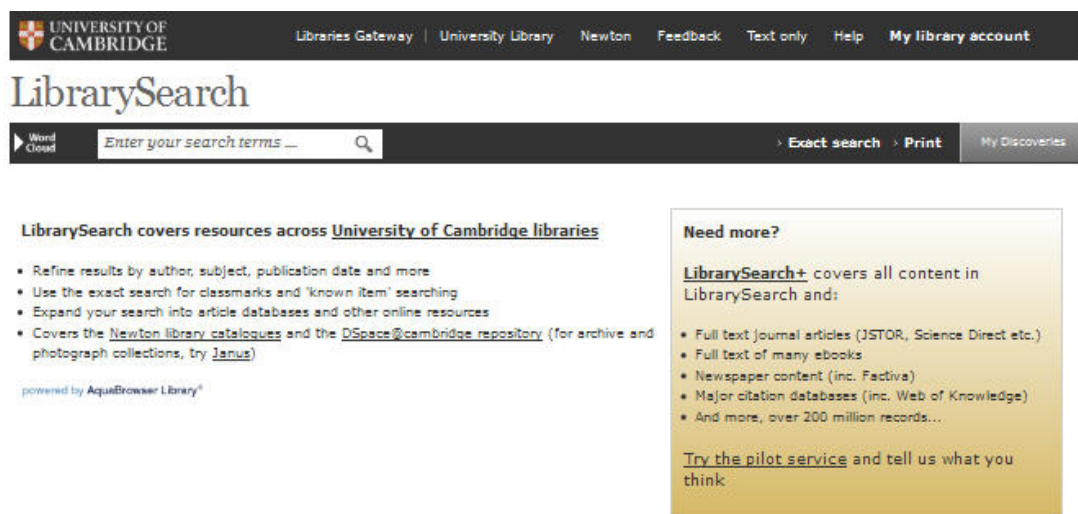 UNIVERSITY OF
CAMBRIDGE
Libraries Gateway | University Library Newton Feedback Text only Help My library account
LibrarySearch
Word
Cloud
Enter your search terms ...
› Exact search › Print
My Discoveries
LibrarySearch covers resources across University of Cambridge libraries
• Refine results by author, subject, publication date and more
• Use the exact search for classmarks and 'known item' searching
• Expand your search into article databases and other online resources
• Covers the Newton library catalogues and the DSpace@cambridge repository (for archive and
photograph collections, try Janus)
powered by AquaBrowser Library®
Need more?
LibrarySearch+ covers all content in
LibrarySearch and:
• Full text journal articles (JSTOR, Science Direct etc.)
• Full text of many ebooks
• Newspaper content (inc. Factiva)
• Major citation databases (inc. Web of Knowledge)
• And more, over 200 million records...
Try the pilot service and tell us what you
think